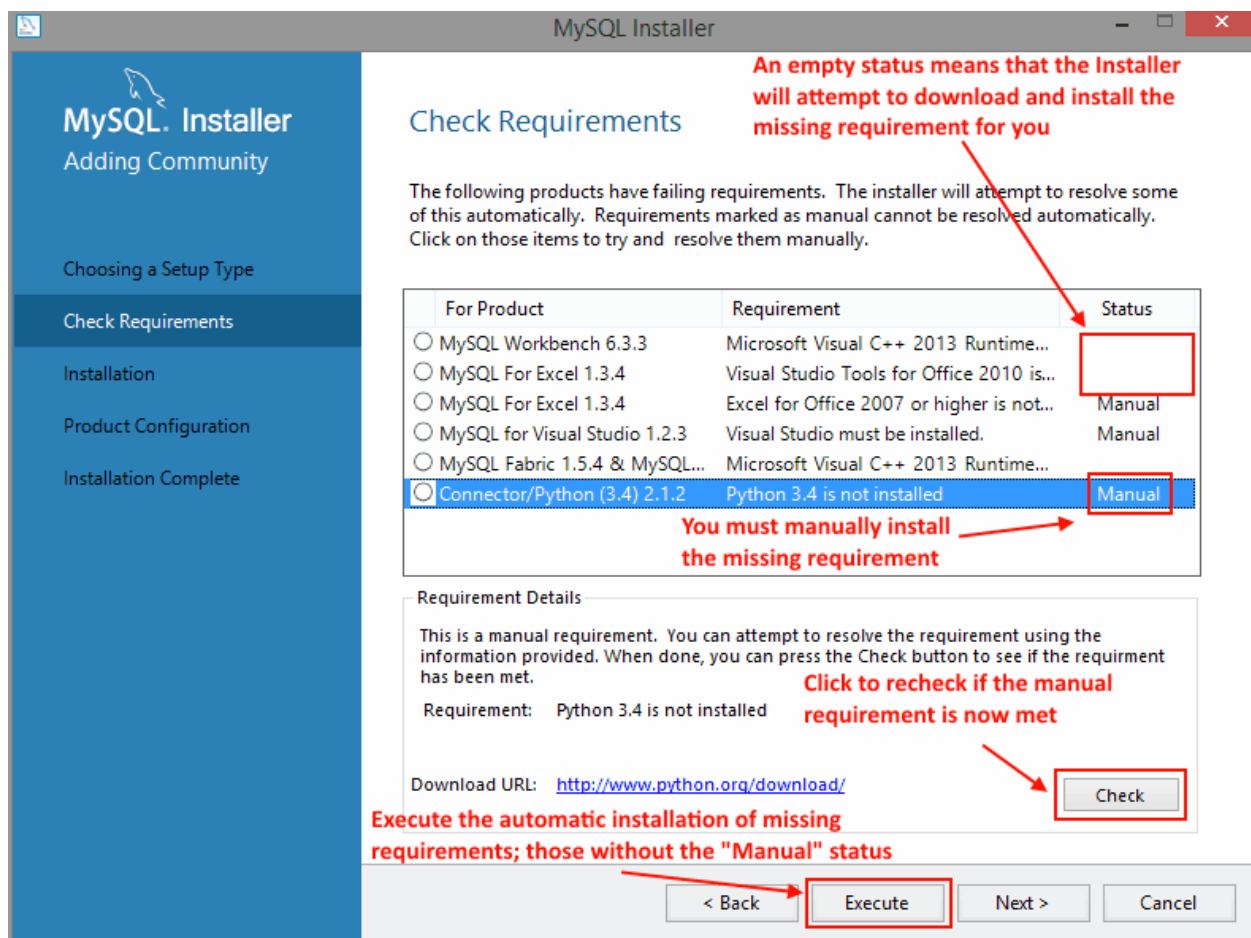 MySQL Installer
An empty status means that the Installer
will attempt to download and install the
missing requirement for you
MySQL. Installer
Adding Community
Choosing a Setup Type
Check Requirements
Installation
Product Configuration
Installation Complete
Check Requirements
The following products have failing requirements. The installer will attempt to resolve some
of this automatically. Requirements marked as manual cannot be resolved automatically.
Click on those items to try and resolve them manually.
For Product Requirement Status
MySQL Workbench 6.3.3 Microsoft Visual C++ 2013 Runtime...
MySQL For Excel 1.3.4 Visual Studio Tools for Office 2010 is...
MySQL For Excel 1.3.4 Excel for Office 2007 or higher is not... Manual
MySQL for Visual Studio 1.2.3 Visual Studio must be installed. Manual
MySQL Fabric 1.5.4 & MySQL... Microsoft Visual C++ 2013 Runtime...
Connector/Python (3.4) 2.1.2 Python 3.4 is not installed Manual
You must manually install
the missing requirement
Requirement Details
This is a manual requirement. You can attempt to resolve the requirement using the
information provided. When done, you can press the Check button to see if the requirment
has been met.
Click to recheck if the manual
requirement is now met
Requirement: Python 3.4 is not installed
Download URL: http://www.python.org/download/
Check
Execute the automatic installation of missing
requirements; those without the "Manual" status
< Back Execute Next > Cancel